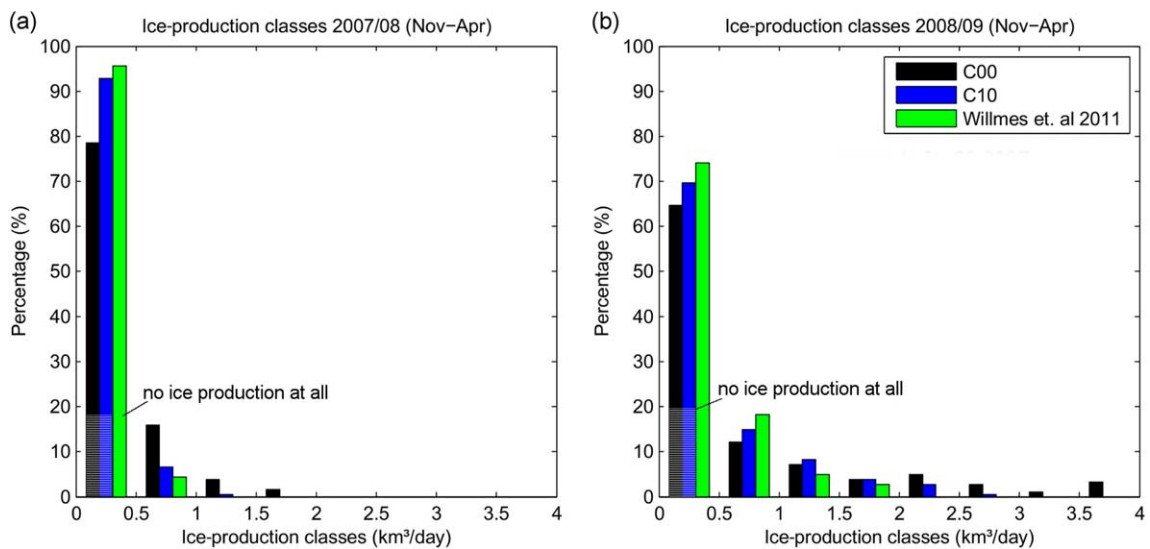 (a)
Ice-production classes 2007/08 (Nov-Apr)
100
90
80
70
60
50
40
30
20
10
0
Percentage (%)
no ice production at all
0 0.5 1 1.5 2 2.5 3 3.5 4
Ice-production classes (km³/day)
(b)
Ice-production classes 2008/09 (Nov-Apr)
C00
C10
Willmes et. al 2011
100
90
80
70
60
50
40
30
20
10
0
Percentage (%)
no ice production at all
0 0.5 1 1.5 2 2.5 3 3.5 4
Ice-production classes (km³/day)